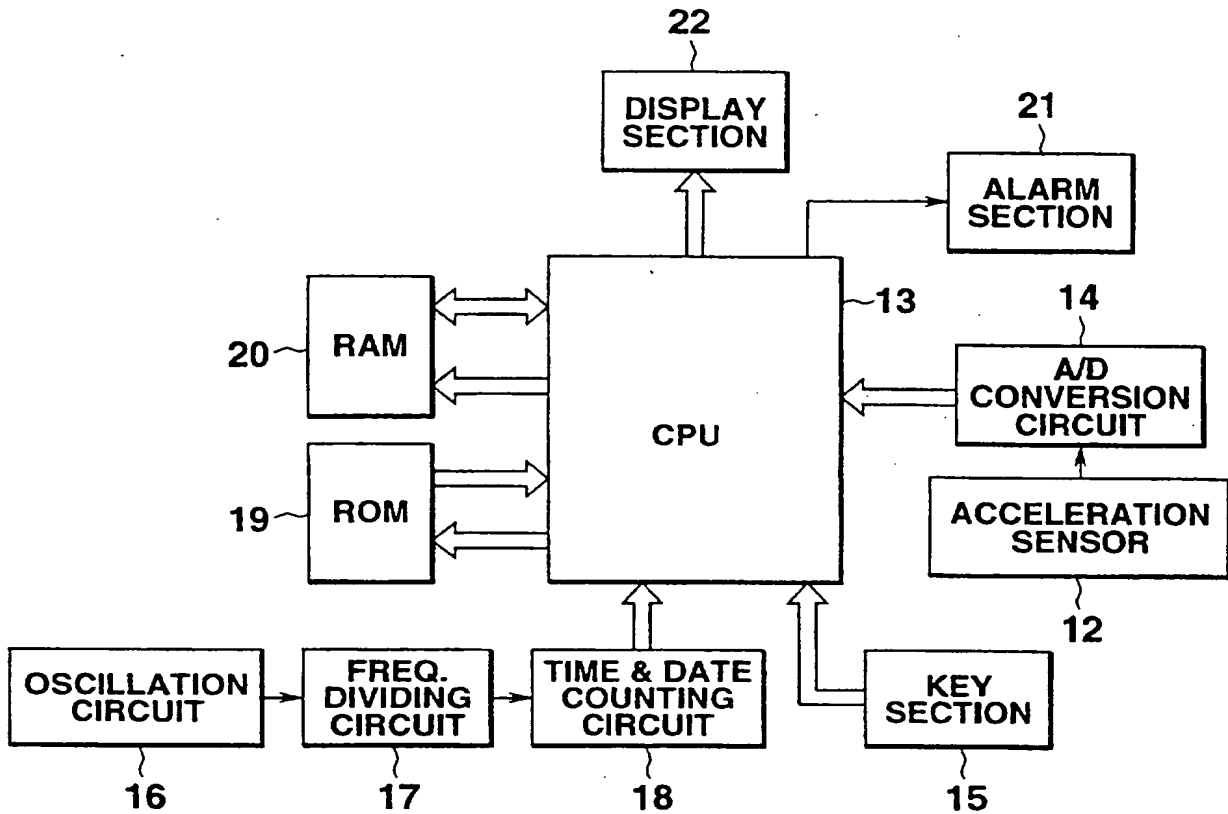 22
DISPLAY
SECTION
21
ALARM
SECTION
13
14
RAM
20
A/D
CONVERSION
CIRCUIT
CPU
ROM
19
ACCELERATION
SENSOR
12
OSCILLATION
CIRCUIT
FREQ.
DIVIDING
CIRCUIT
TIME & DATE
COUNTING
CIRCUIT
KEY
SECTION
16
17
18
15